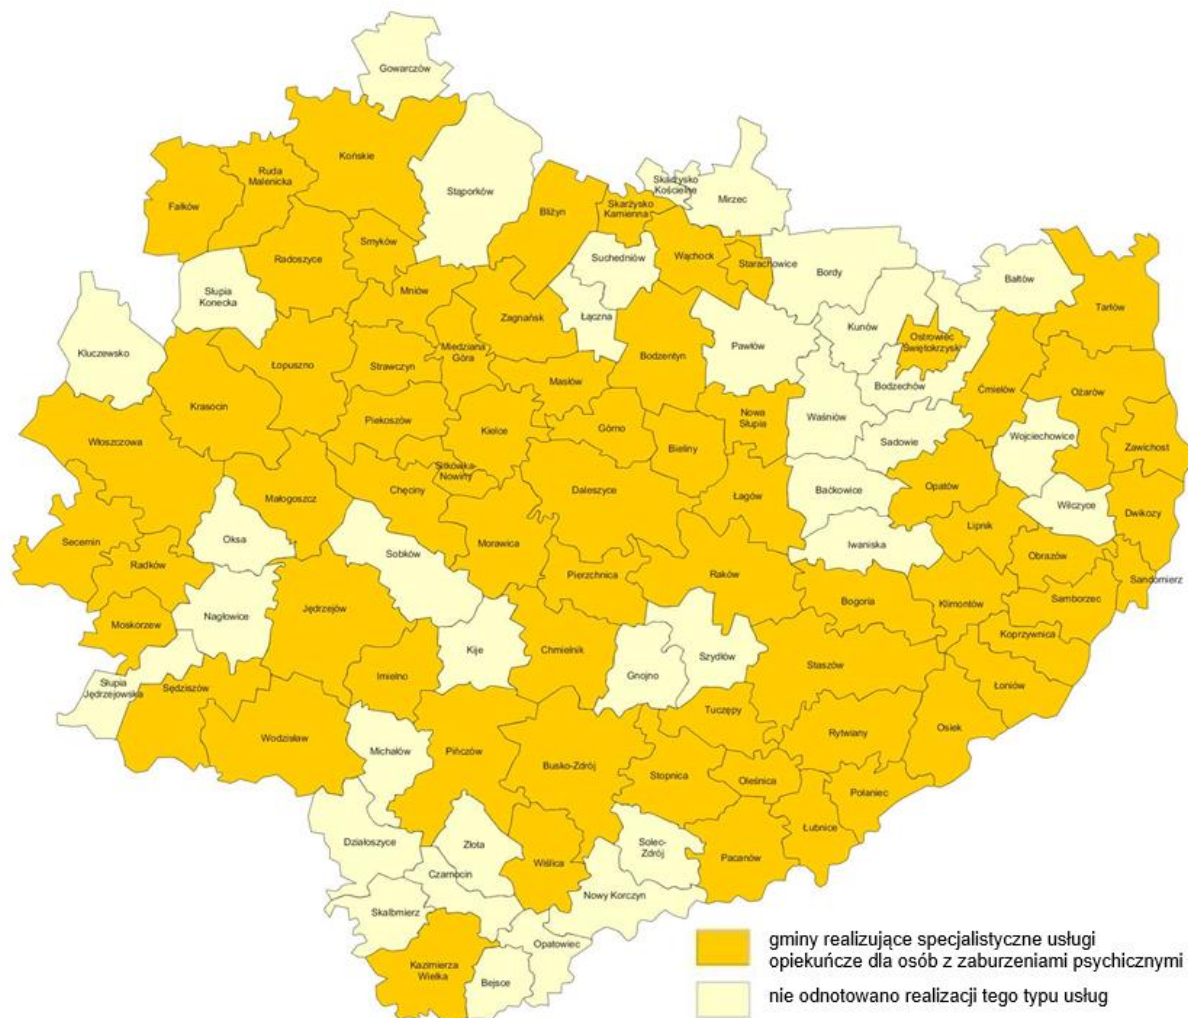 Gowarczów
Końskie
Ruda
Malenicka
Fałków
Stąporków
Skarżysko
Kościelne
Mirzec
Bliżyn
Skarżysko
Kamienna
Smyków
Radoszyce
Suchedniów
Wąchock
Starachowice
Bordy
Bałtów
Tarłów
Słupia
Konecka
Mniów
Zagnańsk
Łączna
Kunów
Ostrowiec
Świętokrzyski
Kluczewsko
Łopuszno
Strawczyn
Miedziana
Góra
Bodzentyn
Pawłów
Masłów
Bodzechów
Ćmielów
Ożarów
Krasocin
Piekoszów
Kielce
Górno
Nowa
Słupia
Waśniów
Sadowie
Wojciechowice
Zawichost
Włoszczowa
Bieliny
Sitkówka-
Nowiny
Chęciny
Daleszyce
Łagów
Baćkowice
Opatów
Małogoszcz
Wilczyce
Dwikozy
Secemin
Oksa
Sobków
Morawica
Iwaniska
Lipnik
Obrazów
Radków
Pierzchnica
Raków
Sandomierz
Nagłowice
Jędrzejów
Bogoria
Klimontów
Samborzec
Moskorzew
Koprzywnica
Kije
Chmielnik
Szydłów
Gnojno
Staszów
Słupia
Jędrzejowska
Sędziszów
Imielno
Łoniów
Tuczępy
Wodzisław
Michałów
Pińczów
Busko-Zdrój
Rytwiany
Osiek
Stopnica
Oleśnica
Połaniec
Działoszyce
Złota
Solec-
Zdrój
Łubnice
Wiślica
Pacanów
Czarnocin
Nowy Korczyn
Skalbmierz
Opatowiec
Kazimierza
Wielka
Bejsce
gminy realizujące specjalistyczne usługi
opiekuńcze dla osób z zaburzeniami psychicznymi
nie odnotowano realizacji tego typu usług